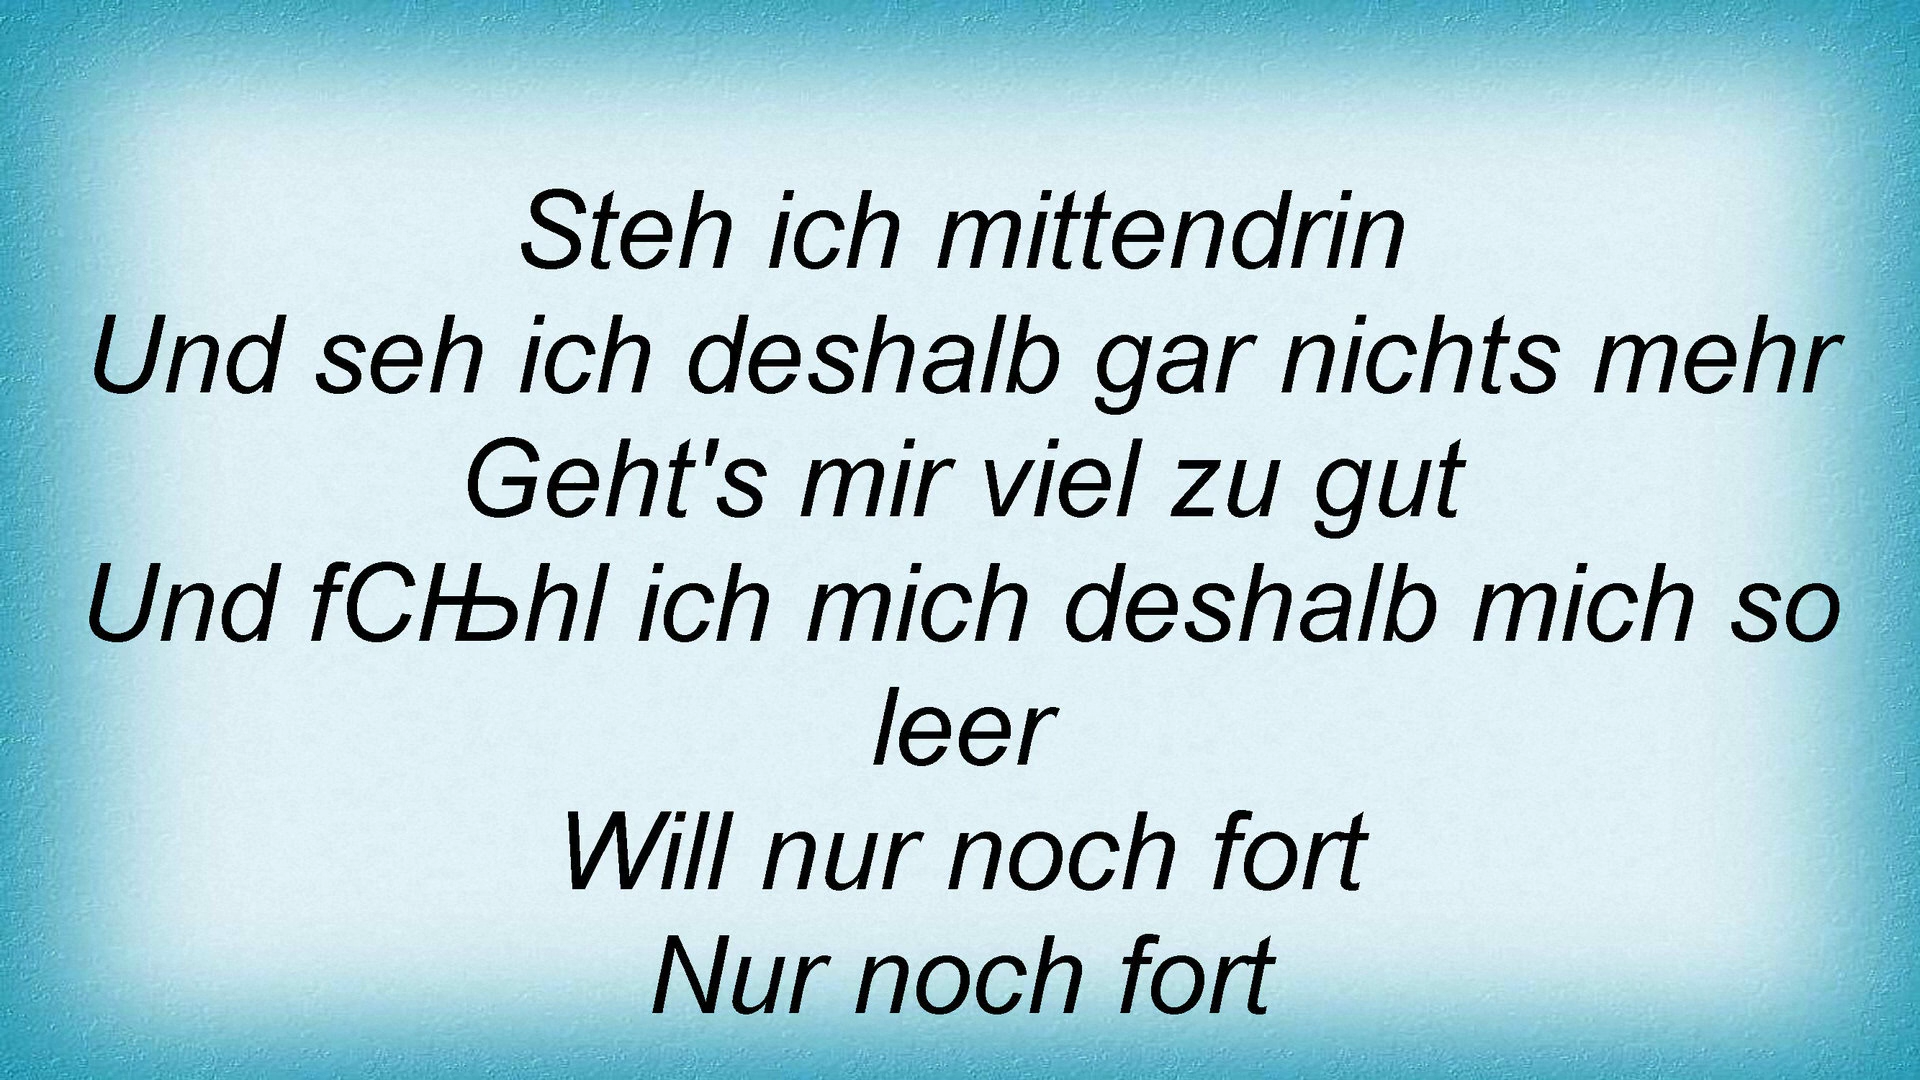 Steh ich mittendrin
Und seh ich deshalb gar nichts mehr
Geht's mir viel zu gut
Und fCЊhl ich mich deshalb mich so
leer
Will nur noch fort
Nur noch fort